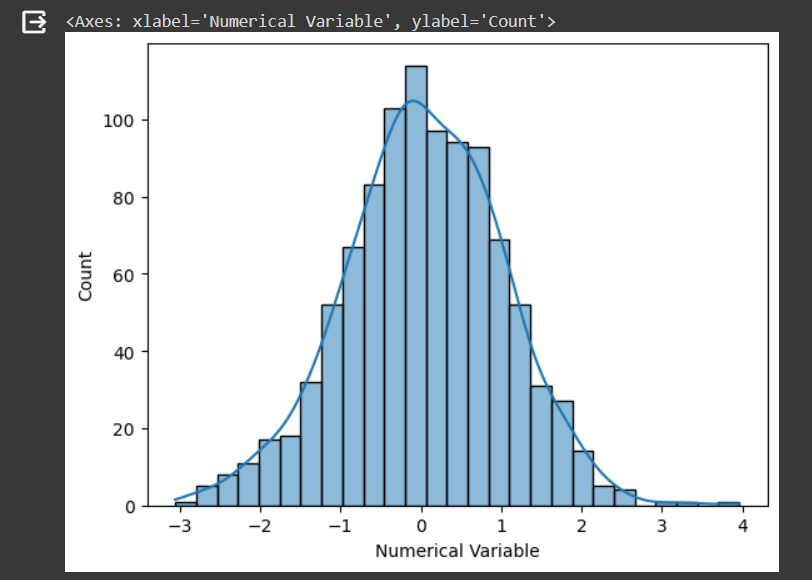 <Axes: xlabel='Numerical Variable', ylabel='Count'>
100
80
60
40
20
0
Count
−3 −2 −1 0 1 2 3 4
Numerical Variable